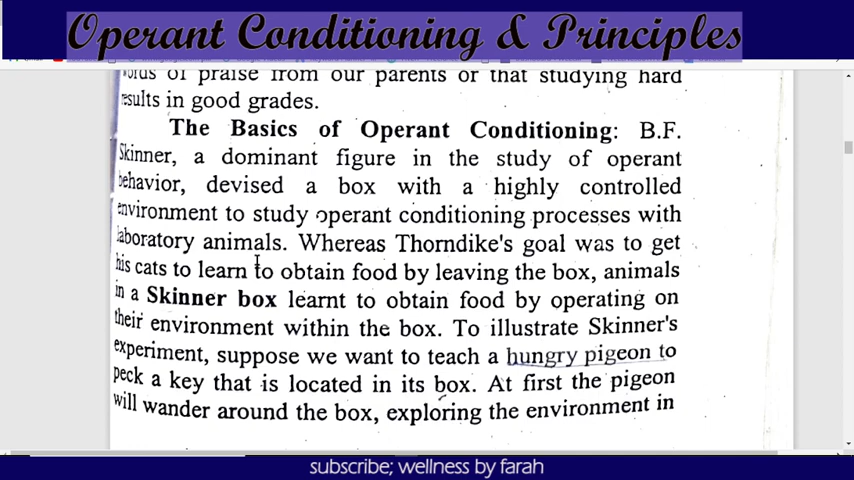 Operant Conditioning & Principles
words of praise from our parents or that studying hard
results in good grades.
The Basics of Operant Conditioning: B.F.
Skinner, a dominant figure in the study of operant
behavior, devised a box with a highly controlled
environment to study operant conditioning processes with
laboratory animals. Whereas Thorndike's goal was to get
his cats to learn to obtain food by leaving the box, animals
in a Skinner box learnt to obtain food by operating on
their environment within the box. To illustrate Skinner's
experiment, suppose we want to teach a hungry pigeon to
peck a key that is located in its box. At first the pigeon
will wander around the box, exploring the environment in
subscribe; wellness by farah